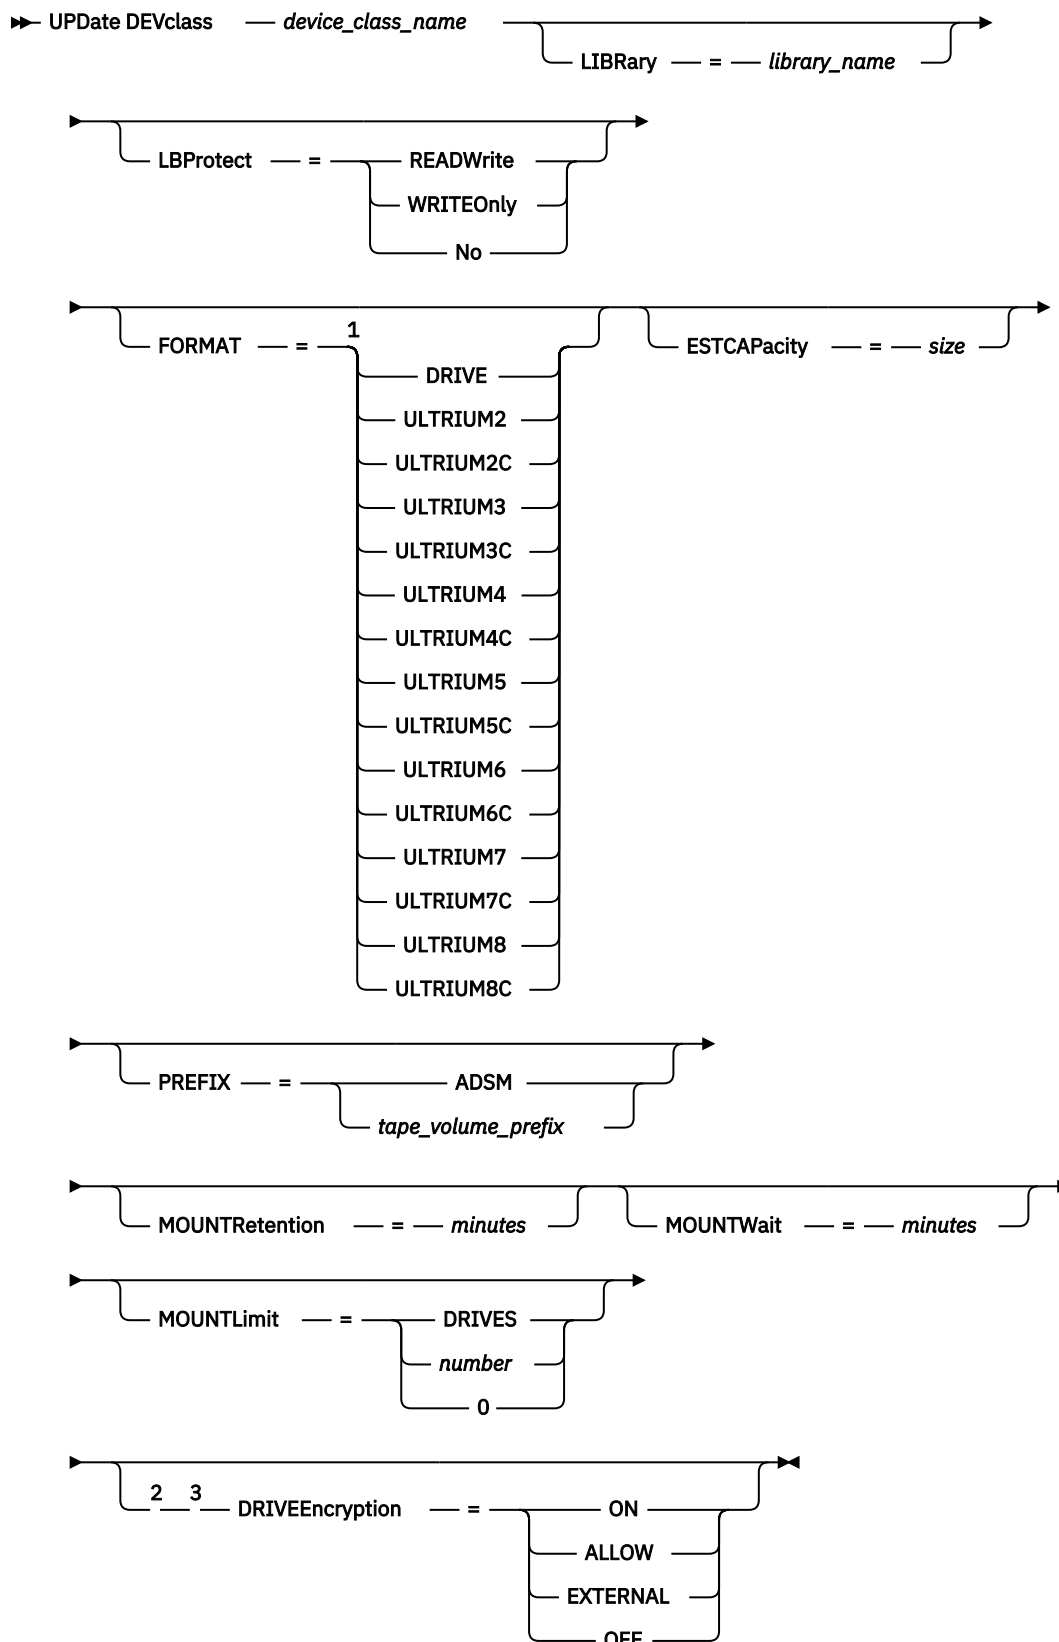 UPDate DEVclass device_class_name
LIBRary = library_name
LBProtect = READWrite
WRITEOnly
No
FORMAT = 1
DRIVE
ULTRIUM2
ULTRIUM2C
ULTRIUM3
ULTRIUM3C
ULTRIUM4
ULTRIUM4C
ULTRIUM5
ULTRIUM5C
ULTRIUM6
ULTRIUM6C
ULTRIUM7
ULTRIUM7C
ULTRIUM8
ULTRIUM8C
ESTCAPacity = size
PREFIX = ADSM
tape_volume_prefix
MOUNTRetention = minutes MOUNTWait = minutes
MOUNTLimit = DRIVES
number
0
2 3 DRIVEEncryption = ON
ALLOW
EXTERNAL
OFF